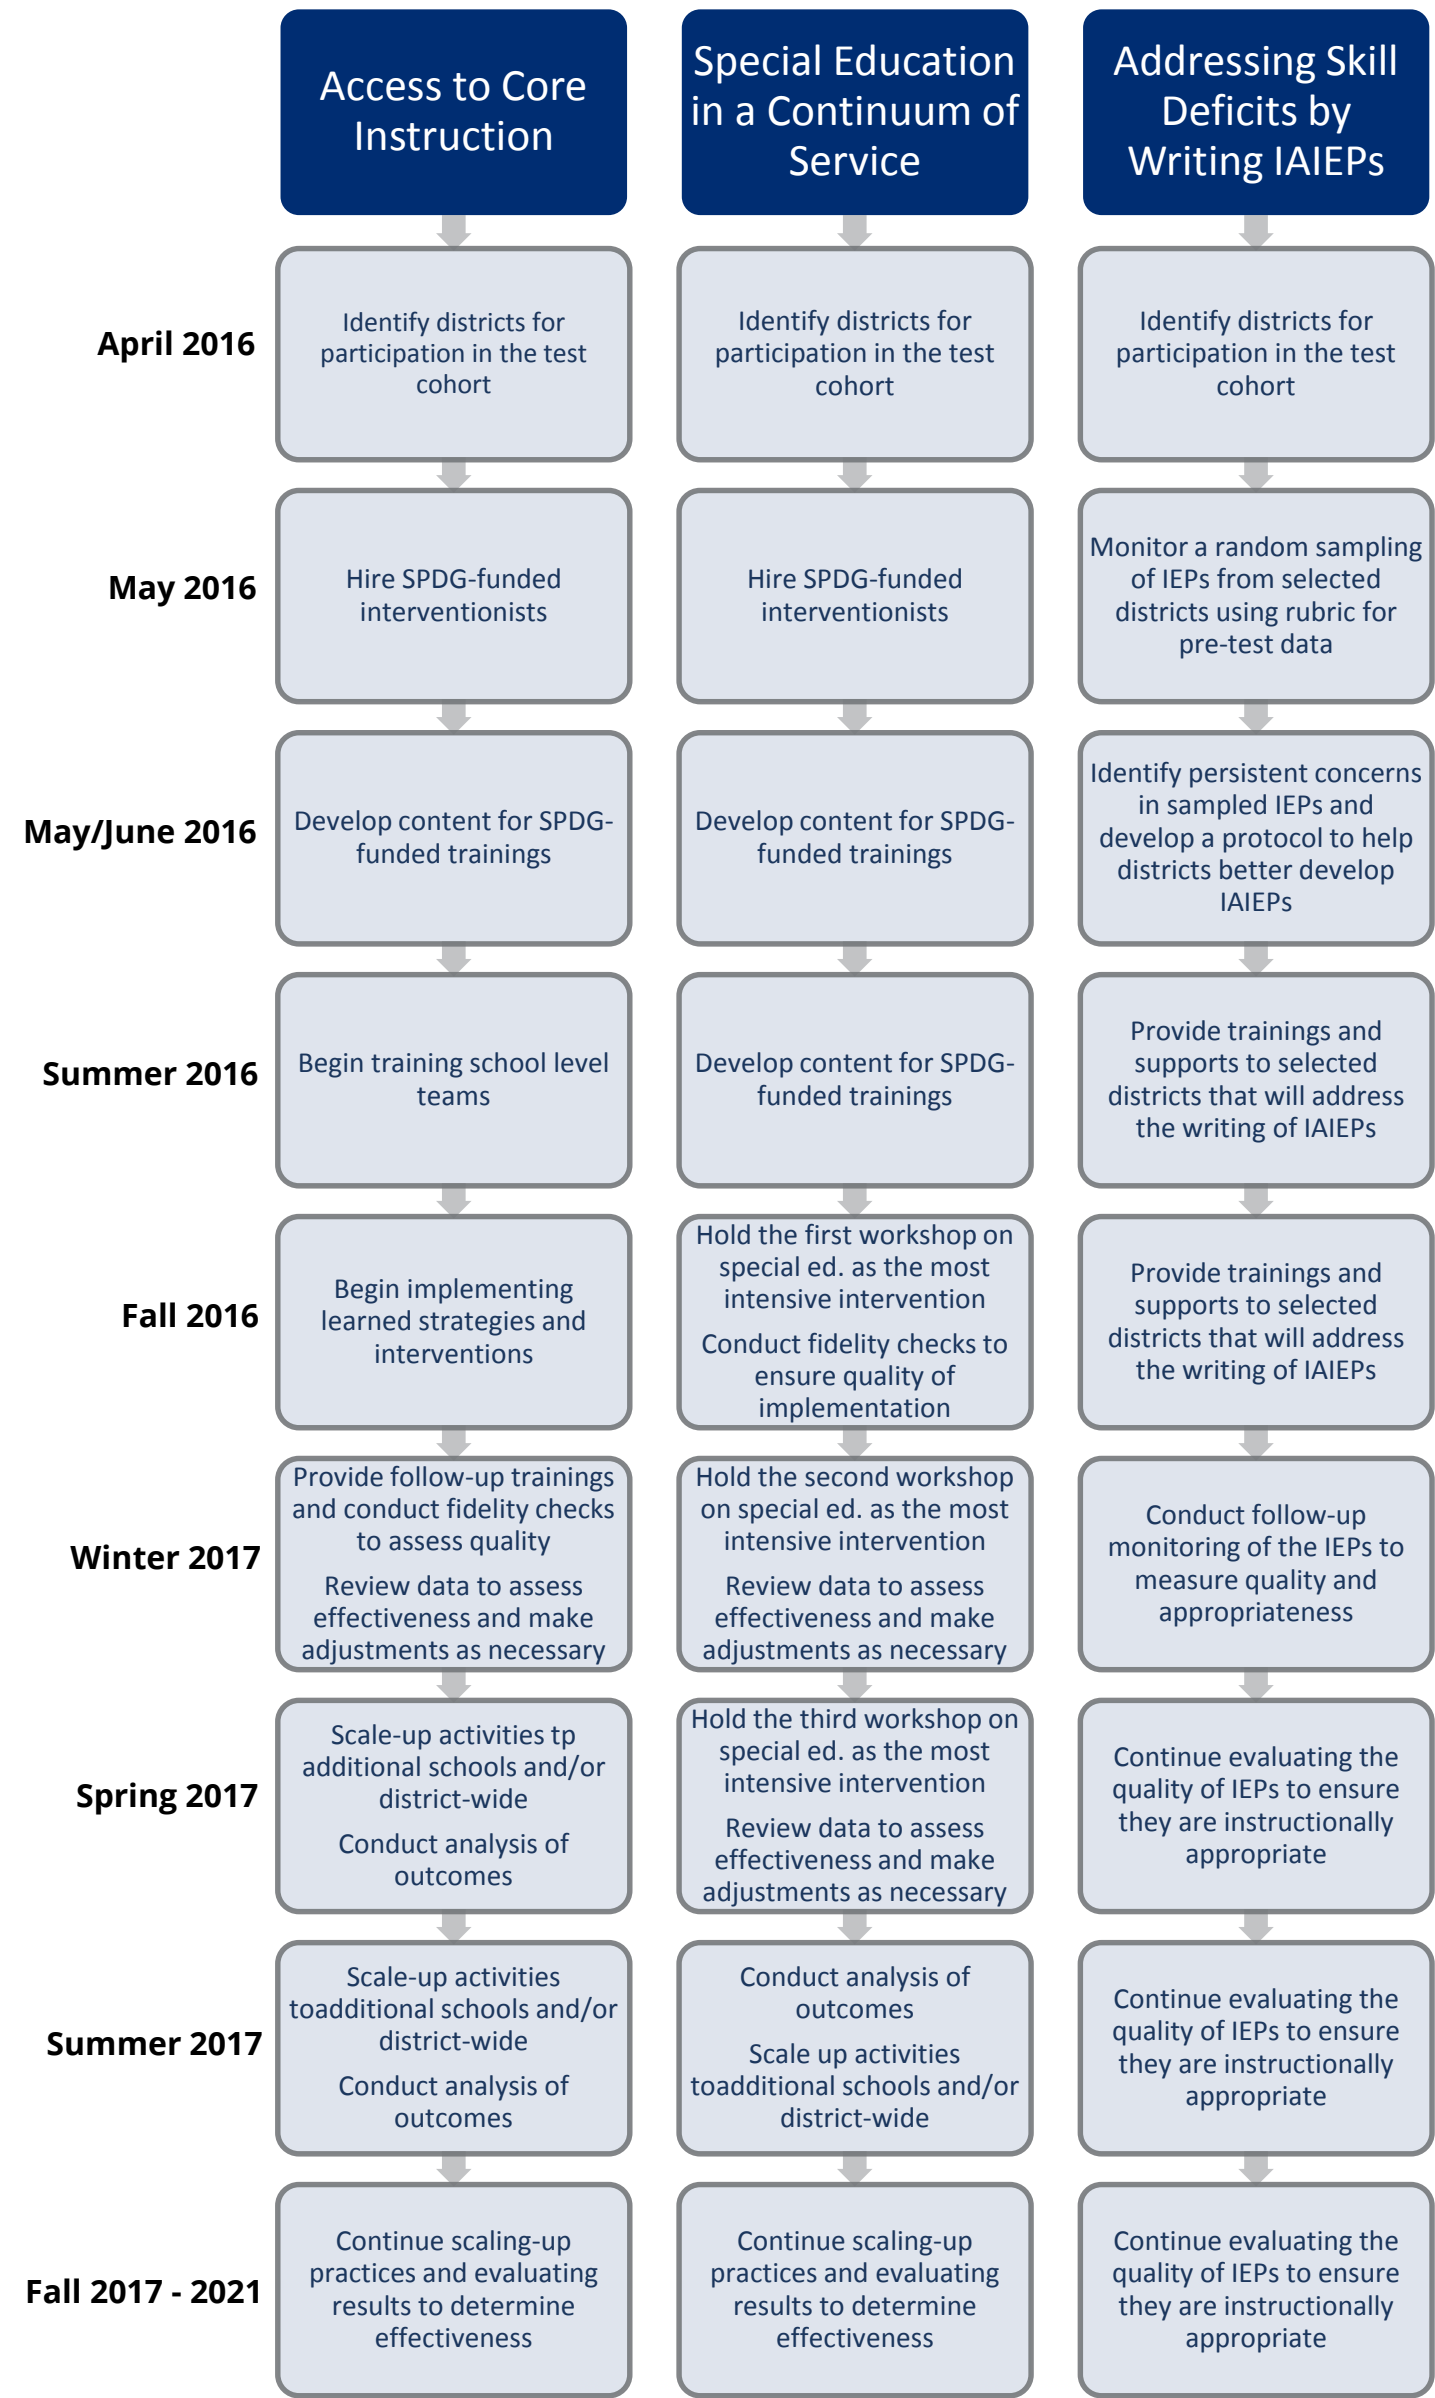 Access to Core
Instruction
Special Education
in a Continuum of
Service
Addressing Skill
Deficits by
Writing IAIEPs
April 2016
Identify districts for
participation in the test
cohort
Identify districts for
participation in the test
cohort
Identify districts for
participation in the test
cohort
May 2016
Hire SPDG-funded
interventionists
Hire SPDG-funded
interventionists
Monitor a random sampling
of IEPs from selected
districts using rubric for
pre-test data
May/June 2016
Develop content for SPDG-
funded trainings
Develop content for SPDG-
funded trainings
Identify persistent concerns
in sampled IEPs and
develop a protocol to help
districts better develop
IAIEPs
Summer 2016
Begin training school level
teams
Develop content for SPDG-
funded trainings
Provide trainings and
supports to selected
districts that will address
the writing of IAIEPs
Fall 2016
Begin implementing
learned strategies and
interventions
Hold the first workshop on
special ed. as the most
intensive intervention
Conduct fidelity checks to
ensure quality of
implementation
Provide trainings and
supports to selected
districts that will address
the writing of IAIEPs
Winter 2017
Provide follow-up trainings
and conduct fidelity checks
to assess quality
Review data to assess
effectiveness and make
adjustments as necessary
Hold the second workshop
on special ed. as the most
intensive intervention
Review data to assess
effectiveness and make
adjustments as necessary
Conduct follow-up
monitoring of the IEPs to
measure quality and
appropriateness
Spring 2017
Scale-up activities tp
additional schools and/or
district-wide
Conduct analysis of
outcomes
Hold the third workshop on
special ed. as the most
intensive intervention
Review data to assess
effectiveness and make
adjustments as necessary
Continue evaluating the
quality of IEPs to ensure
they are instructionally
appropriate
Summer 2017
Scale-up activities
toadditional schools and/or
district-wide
Conduct analysis of
outcomes
Conduct analysis of
outcomes
Scale up activities
toadditional schools and/or
district-wide
Continue evaluating the
quality of IEPs to ensure
they are instructionally
appropriate
Fall 2017 - 2021
Continue scaling-up
practices and evaluating
results to determine
effectiveness
Continue scaling-up
practices and evaluating
results to determine
effectiveness
Continue evaluating the
quality of IEPs to ensure
they are instructionally
appropriate